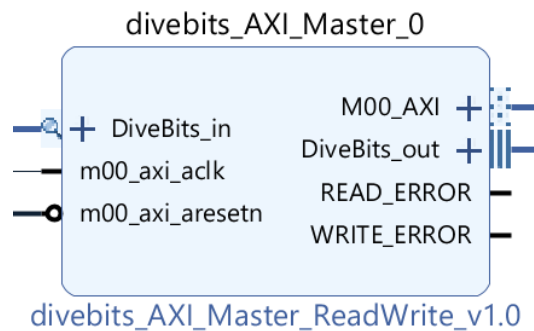 divebits_AXI_Master_0
DiveBits_in
m00_axi_aclk
m00_axi_aresetn
M00_AXI
DiveBits_out
READ_ERROR
WRITE_ERROR
divebits_AXI_Master_ReadWrite_v1.0